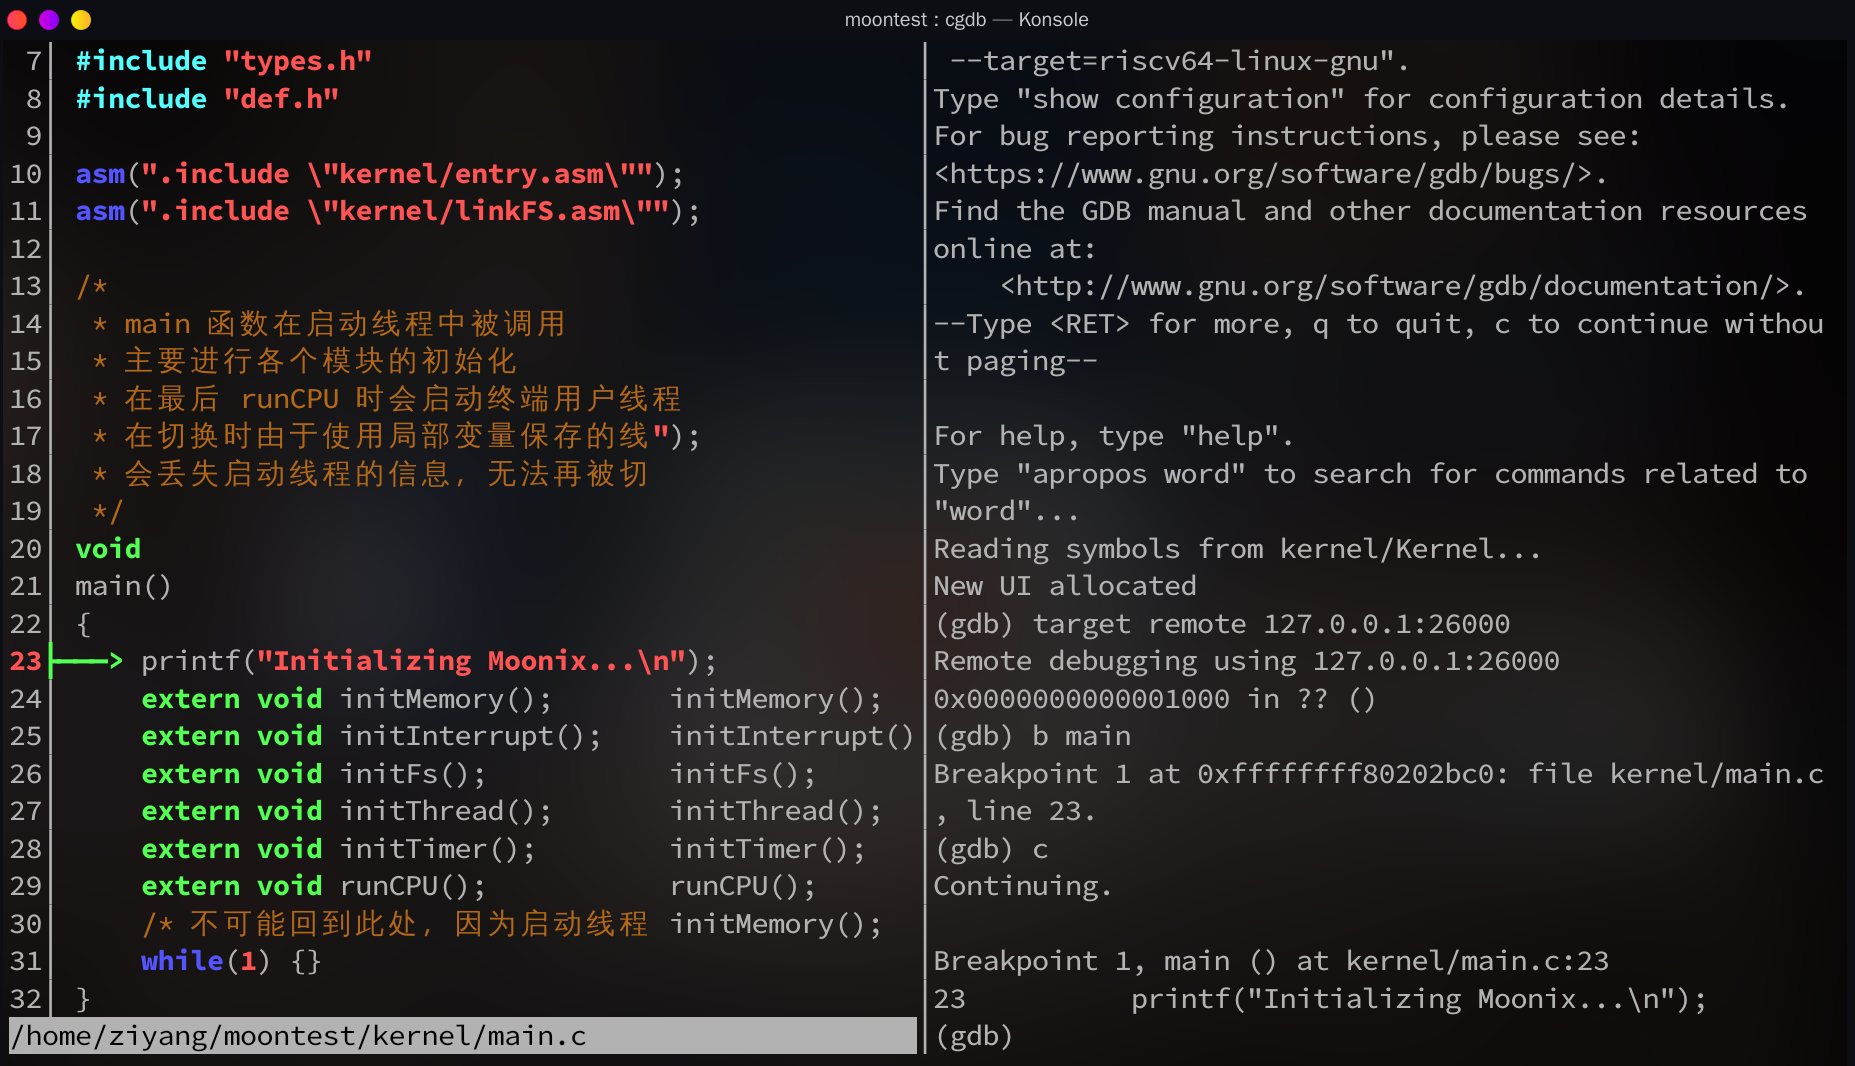 moontest : cgdb — Konsole
7 #include "types.h"
8 #include "def.h"
9
10 asm(".include \"kernel/entry.asm\"");
11 asm(".include \"kernel/linkFS.asm\"");
12
13 /*
14  * main 函数在启动线程中被调用
15  * 主要进行各个模块的初始化
16  * 在最后 runCPU 时会启动终端用户线程
17  * 在切换时由于使用局部变量保存的线");
18  * 会丢失启动线程的信息，无法再被切
19  */
20 void
21 main()
22 {
23 ├──> printf("Initializing Moonix...\n");
24     extern void initMemory();       initMemory();
25     extern void initInterrupt();    initInterrupt()
26     extern void initFs();           initFs();
27     extern void initThread();       initThread();
28     extern void initTimer();        initTimer();
29     extern void runCPU();           runCPU();
30     /* 不可能回到此处，因为启动线程 initMemory();
31     while(1) {}
32 }
/home/ziyang/moontest/kernel/main.c
 --target=riscv64-linux-gnu".
Type "show configuration" for configuration details.
For bug reporting instructions, please see:
<https://www.gnu.org/software/gdb/bugs/>.
Find the GDB manual and other documentation resources
online at:
    <http://www.gnu.org/software/gdb/documentation/>.
--Type <RET> for more, q to quit, c to continue withou
t paging--

For help, type "help".
Type "apropos word" to search for commands related to
"word"...
Reading symbols from kernel/Kernel...
New UI allocated
(gdb) target remote 127.0.0.1:26000
Remote debugging using 127.0.0.1:26000
0x0000000000001000 in ?? ()
(gdb) b main
Breakpoint 1 at 0xffffffff80202bc0: file kernel/main.c
, line 23.
(gdb) c
Continuing.

Breakpoint 1, main () at kernel/main.c:23
23          printf("Initializing Moonix...\n");
(gdb)